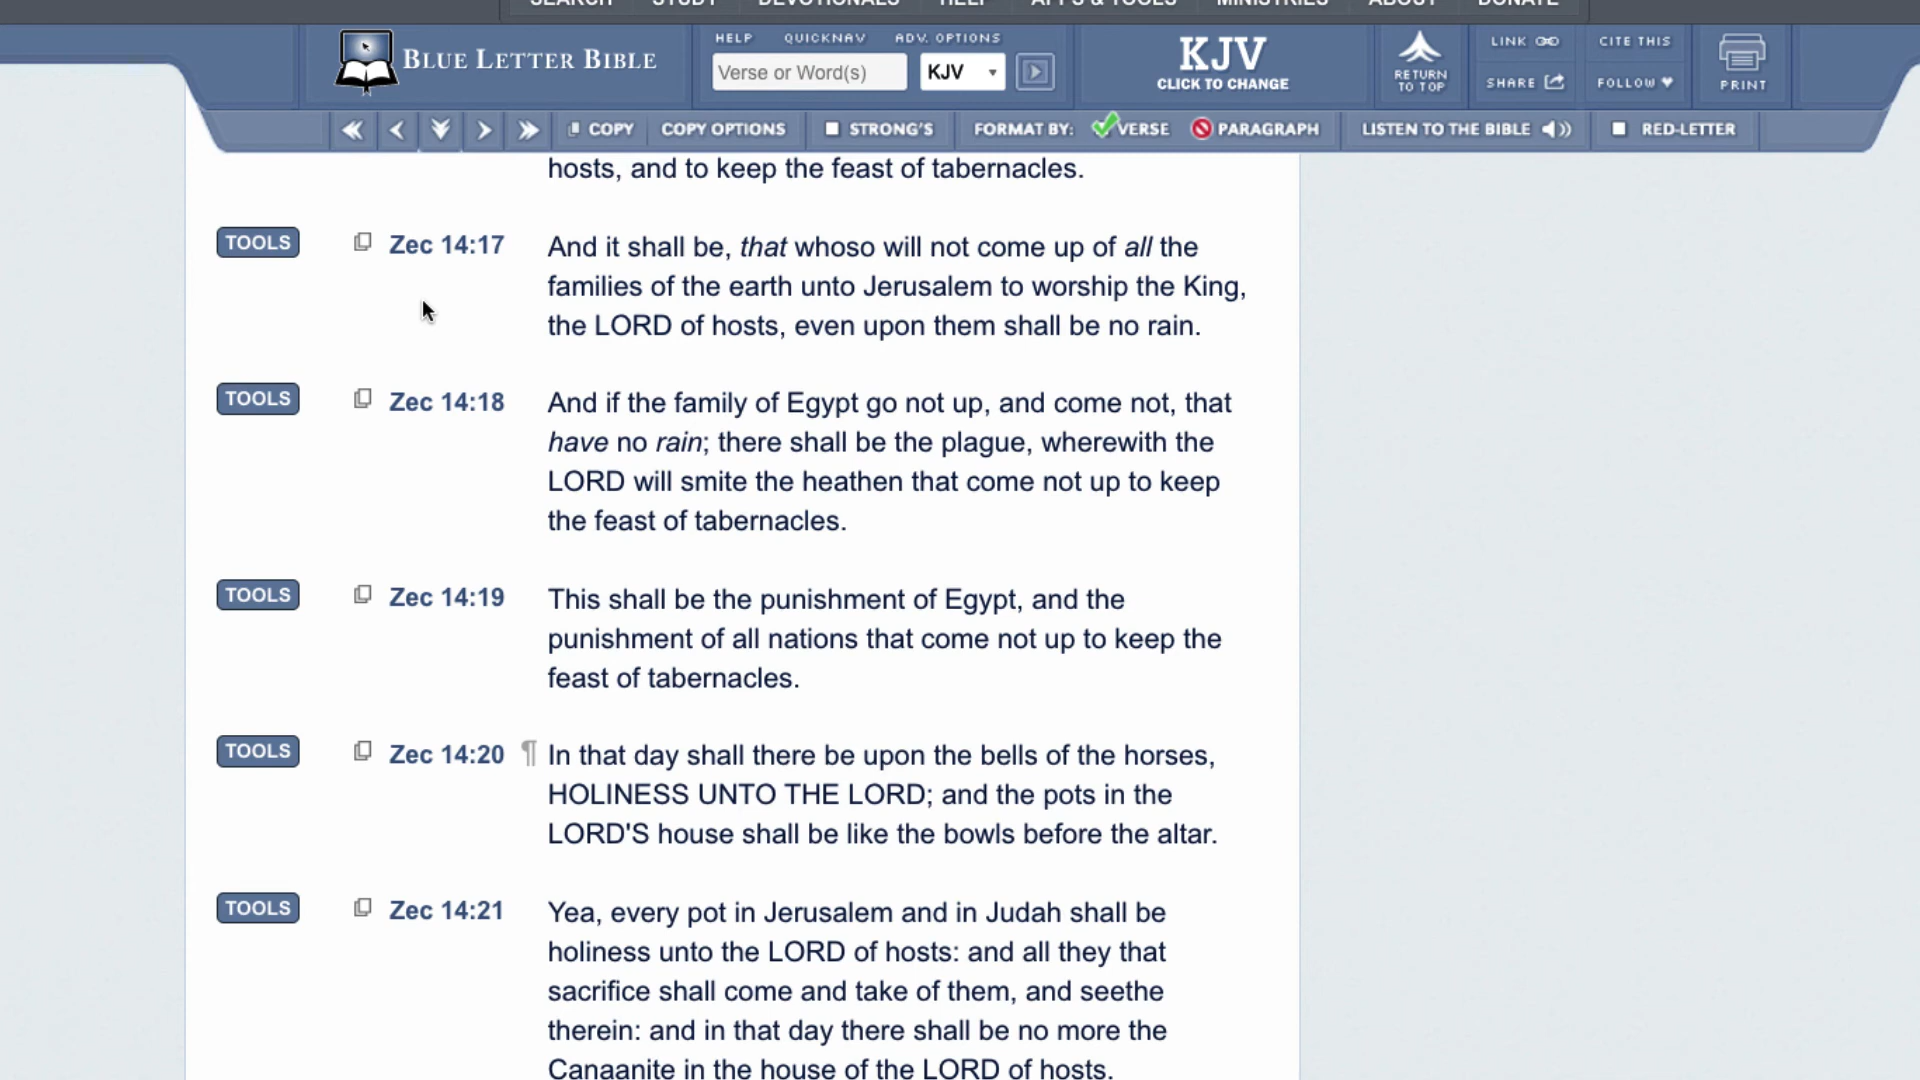 SEARCH STUDY DEVOTIONALS HELP APPS & TOOLS MINISTRIES ABOUT DONATE
BLUE LETTER BIBLE
HELP QUICKNAV ADV. OPTIONS
Verse or Word(s) KJV
KJV
CLICK TO CHANGE
RETURN
TO TOP
LINK
SHARE
CITE THIS
FOLLOW
PRINT
COPY COPY OPTIONS STRONG'S FORMAT BY: VERSE PARAGRAPH LISTEN TO THE BIBLE RED-LETTER
hosts, and to keep the feast of tabernacles.
TOOLS Zec 14:17 And it shall be, that whoso will not come up of all the
families of the earth unto Jerusalem to worship the King,
the LORD of hosts, even upon them shall be no rain.
TOOLS Zec 14:18 And if the family of Egypt go not up, and come not, that
have no rain; there shall be the plague, wherewith the
LORD will smite the heathen that come not up to keep
the feast of tabernacles.
TOOLS Zec 14:19 This shall be the punishment of Egypt, and the
punishment of all nations that come not up to keep the
feast of tabernacles.
TOOLS Zec 14:20 ¶ In that day shall there be upon the bells of the horses,
HOLINESS UNTO THE LORD; and the pots in the
LORD'S house shall be like the bowls before the altar.
TOOLS Zec 14:21 Yea, every pot in Jerusalem and in Judah shall be
holiness unto the LORD of hosts: and all they that
sacrifice shall come and take of them, and seethe
therein: and in that day there shall be no more the
Canaanite in the house of the LORD of hosts.